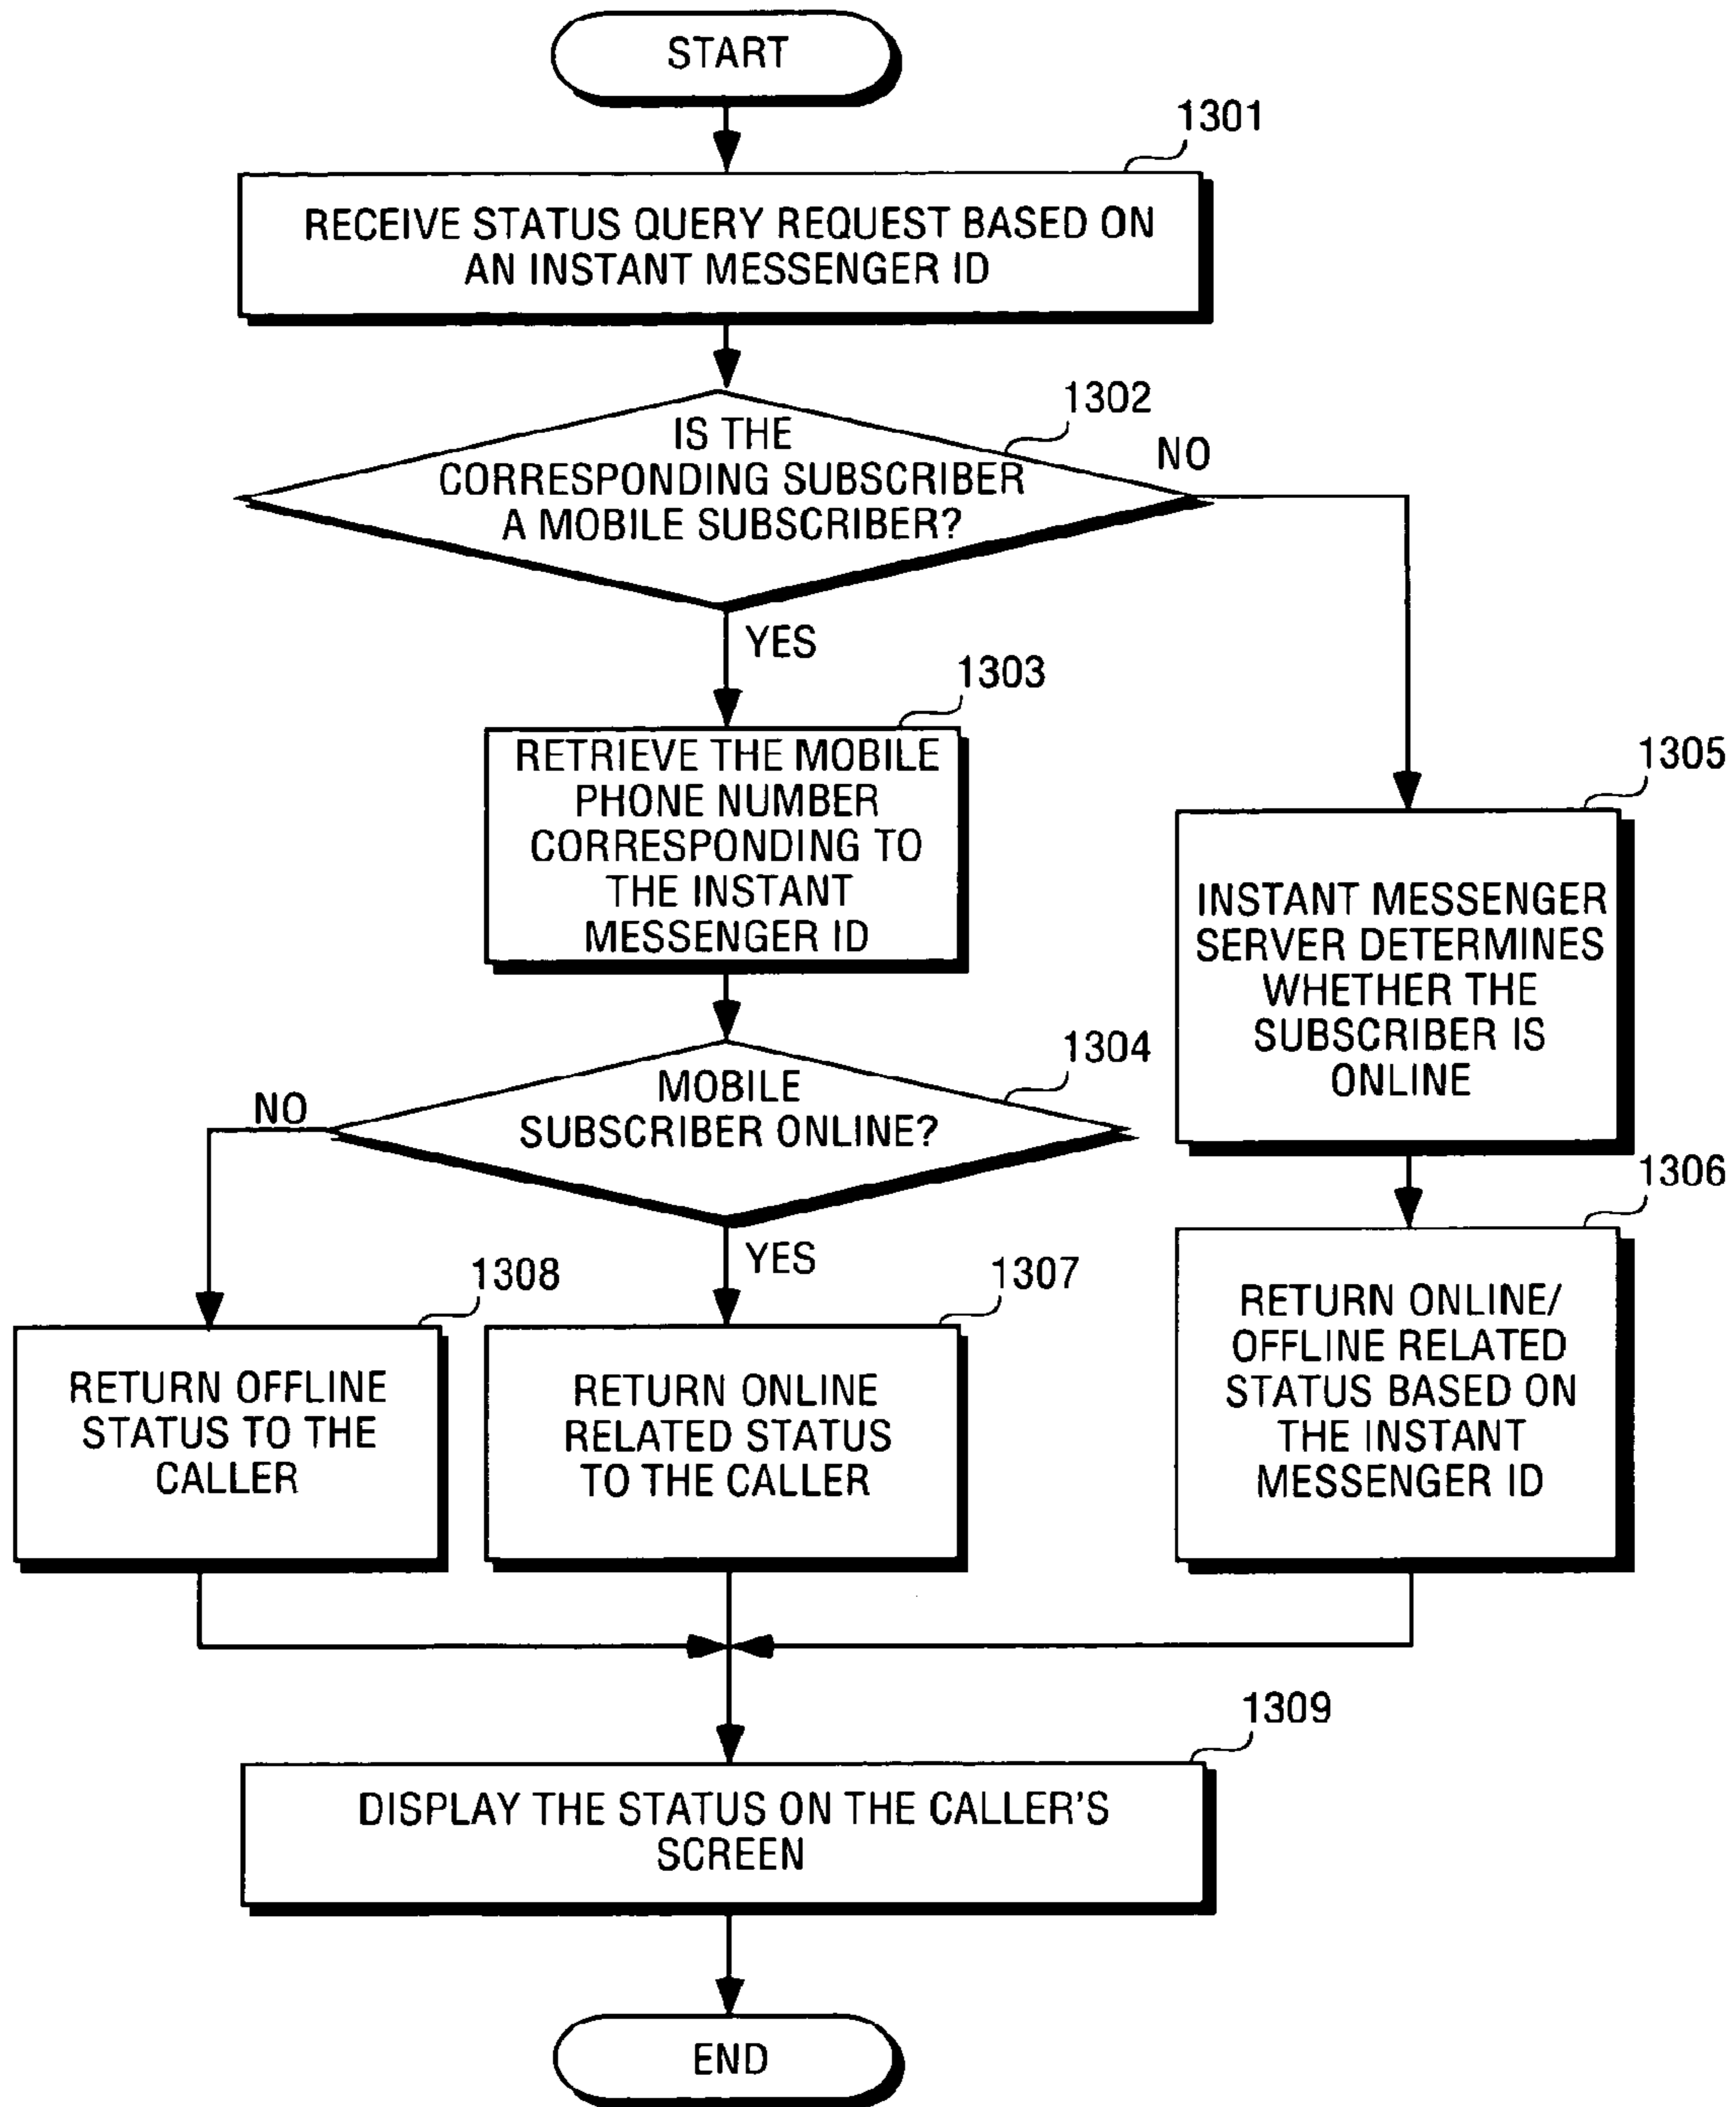 START
1301
RECEIVE STATUS QUERY REQUEST BASED ON
AN INSTANT MESSENGER ID
1302
IS THE
CORRESPONDING SUBSCRIBER
A MOBILE SUBSCRIBER?
NO
YES
1303
RETRIEVE THE MOBILE
PHONE NUMBER
CORRESPONDING TO
THE INSTANT
MESSENGER ID
1305
INSTANT MESSENGER
SERVER DETERMINES
WHETHER THE
SUBSCRIBER IS
ONLINE
1304
MOBILE
SUBSCRIBER ONLINE?
NO
YES
1308
RETURN OFFLINE
STATUS TO THE
CALLER
1307
RETURN ONLINE
RELATED STATUS
TO THE CALLER
1306
RETURN ONLINE/
OFFLINE RELATED
STATUS BASED ON
THE INSTANT
MESSENGER ID
1309
DISPLAY THE STATUS ON THE CALLER'S
SCREEN
END